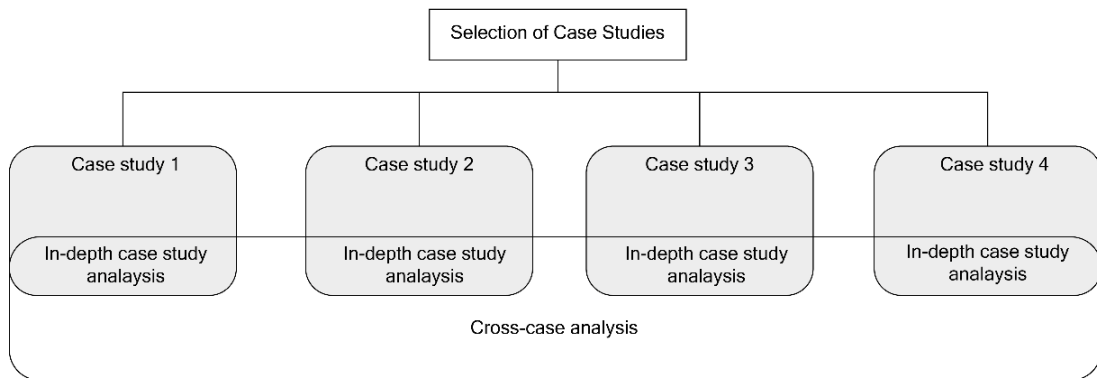 Selection of Case Studies
Case study 1
Case study 2
Case study 3
Case study 4
In-depth case study
analaysis
In-depth case study
analaysis
In-depth case study
analaysis
In-depth case study
analaysis
Cross-case analysis